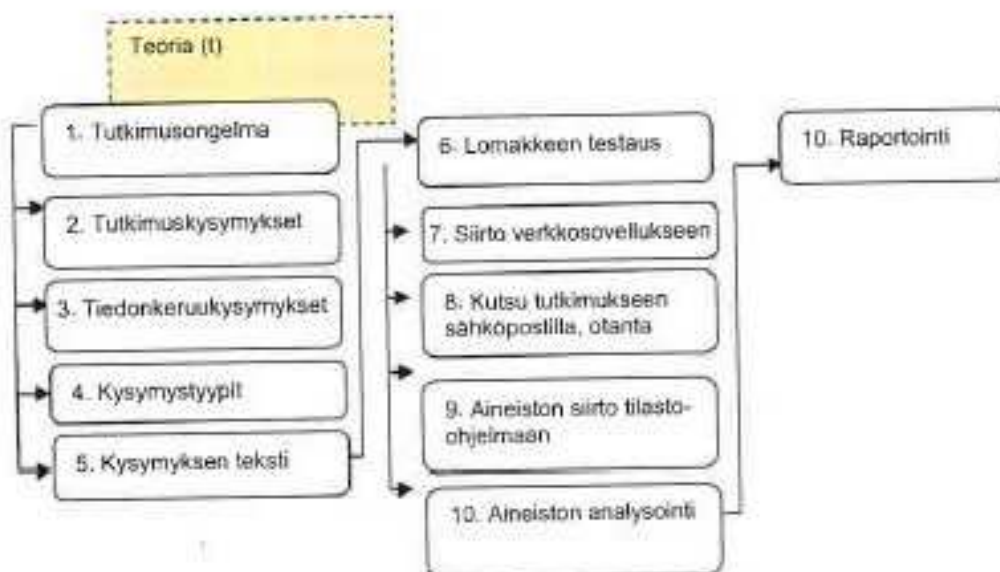 Teoria (t)
1. Tutkimusongelma
2. Tutkimuskysymykset
3. Tiedonkeruukysymykset
4. Kysymystyypit
5. Kysymyksen teksti
6. Lomakkeen testaus
7. Siirto verkkosovellukseen
8. Kutsu tutkimukseen
sähköpostilla, otanta
9. Aineiston siirto tilasto-
ohjelmaan
10. Aineiston analysointi
10. Raportointi